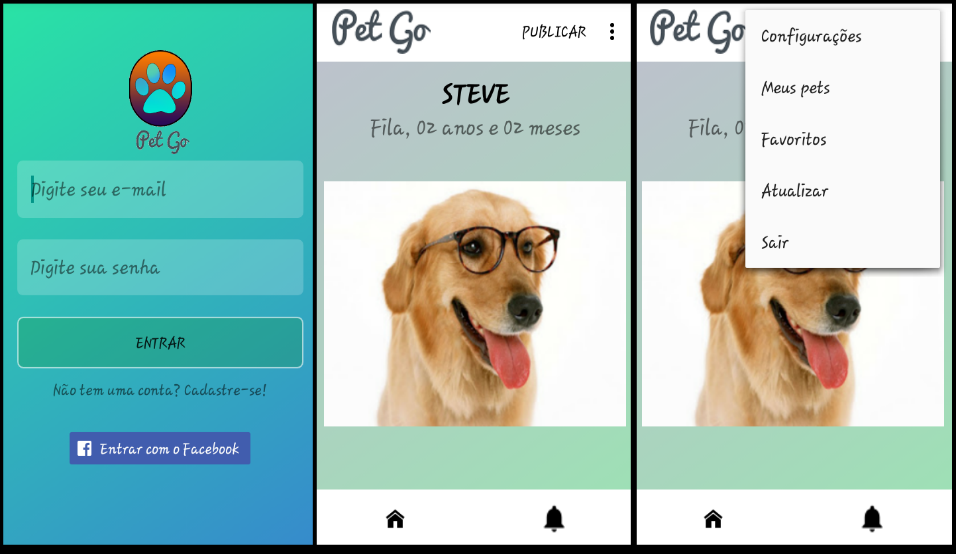 Pet Go
Digite seu e-mail
Digite sua senha
ENTRAR
Não tem uma conta? Cadastre-se!
Entrar com o Facebook
Pet Go
PUBLICAR
STEVE
Fila, 02 anos e 02 meses
Pet Go
Configurações
Meus pets
Favoritos
Atualizar
Sair
Fila, 0